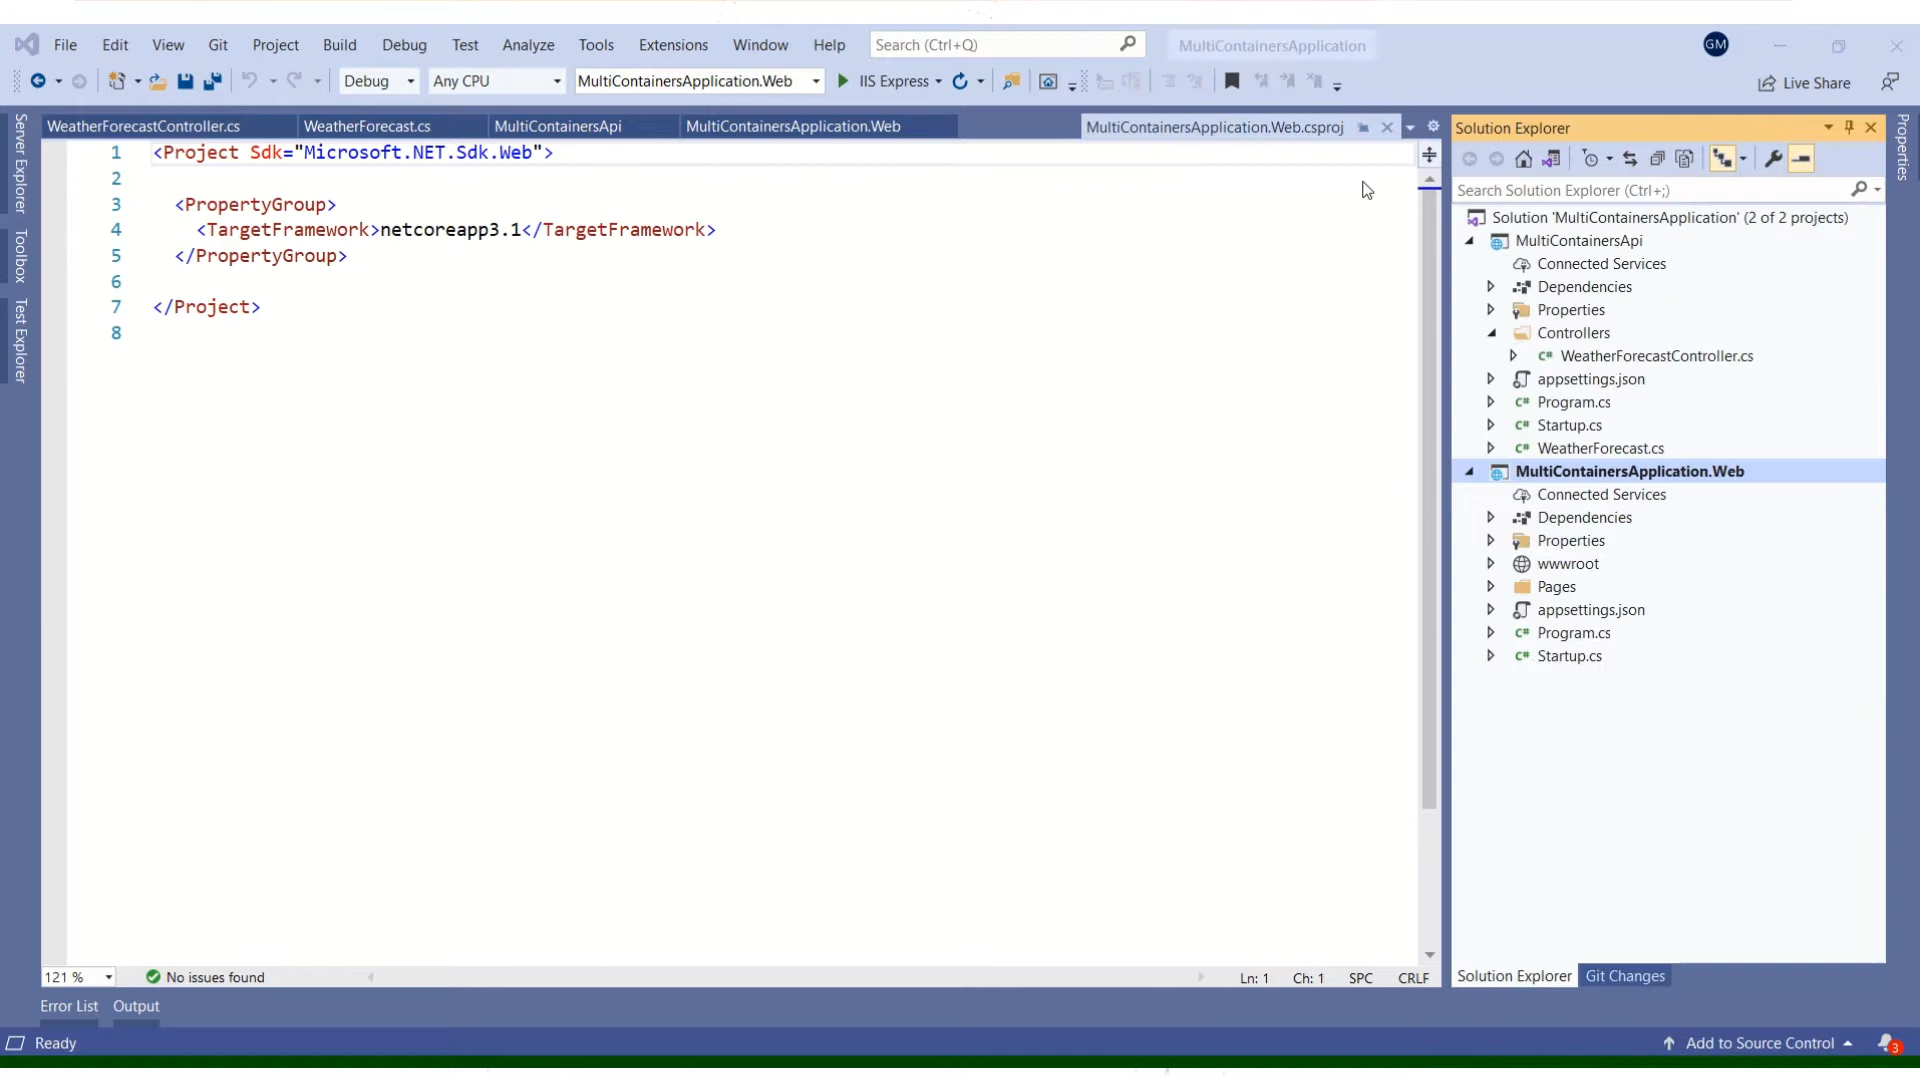 File Edit View Git Project Build Debug Test Analyze Tools Extensions Window Help Search (Ctrl+Q) MultiContainersApplication GM
Debug Any CPU MultiContainersApplication.Web IIS Express Live Share
Server Explorer
Toolbox
Test Explorer
WeatherForecastController.cs WeatherForecast.cs MultiContainersApi MultiContainersApplication.Web MultiContainersApplication.Web.csproj
1 <Project Sdk="Microsoft.NET.Sdk.Web">
2
3 <PropertyGroup>
4 <TargetFramework>netcoreapp3.1</TargetFramework>
5 </PropertyGroup>
6
7 </Project>
8
121 % No issues found Ln: 1 Ch: 1 SPC CRLF
Solution Explorer
Search Solution Explorer (Ctrl+;)
Solution 'MultiContainersApplication' (2 of 2 projects)
MultiContainersApi
Connected Services
Dependencies
Properties
Controllers
C# WeatherForecastController.cs
appsettings.json
C# Program.cs
C# Startup.cs
C# WeatherForecast.cs
MultiContainersApplication.Web
Connected Services
Dependencies
Properties
wwwroot
Pages
appsettings.json
C# Program.cs
C# Startup.cs
Solution Explorer Git Changes
Properties
Error List Output
Ready Add to Source Control 3